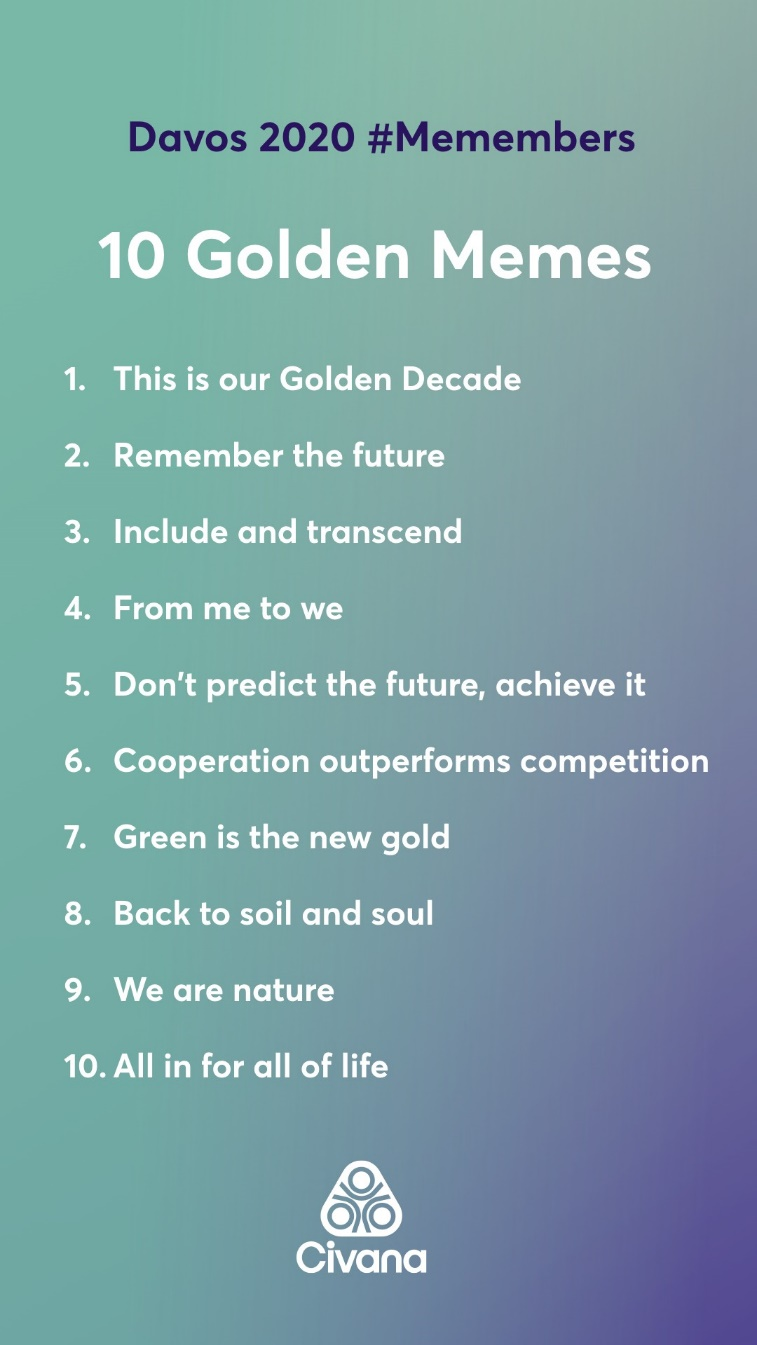 Davos 2020 #Memembers
10 Golden Memes
1. This is our Golden Decade
2. Remember the future
3. Include and transcend
4. From me to we
5. Don't predict the future, achieve it
6. Cooperation outperforms competition
7. Green is the new gold
8. Back to soil and soul
9. We are nature
10. All in for all of life
Civana